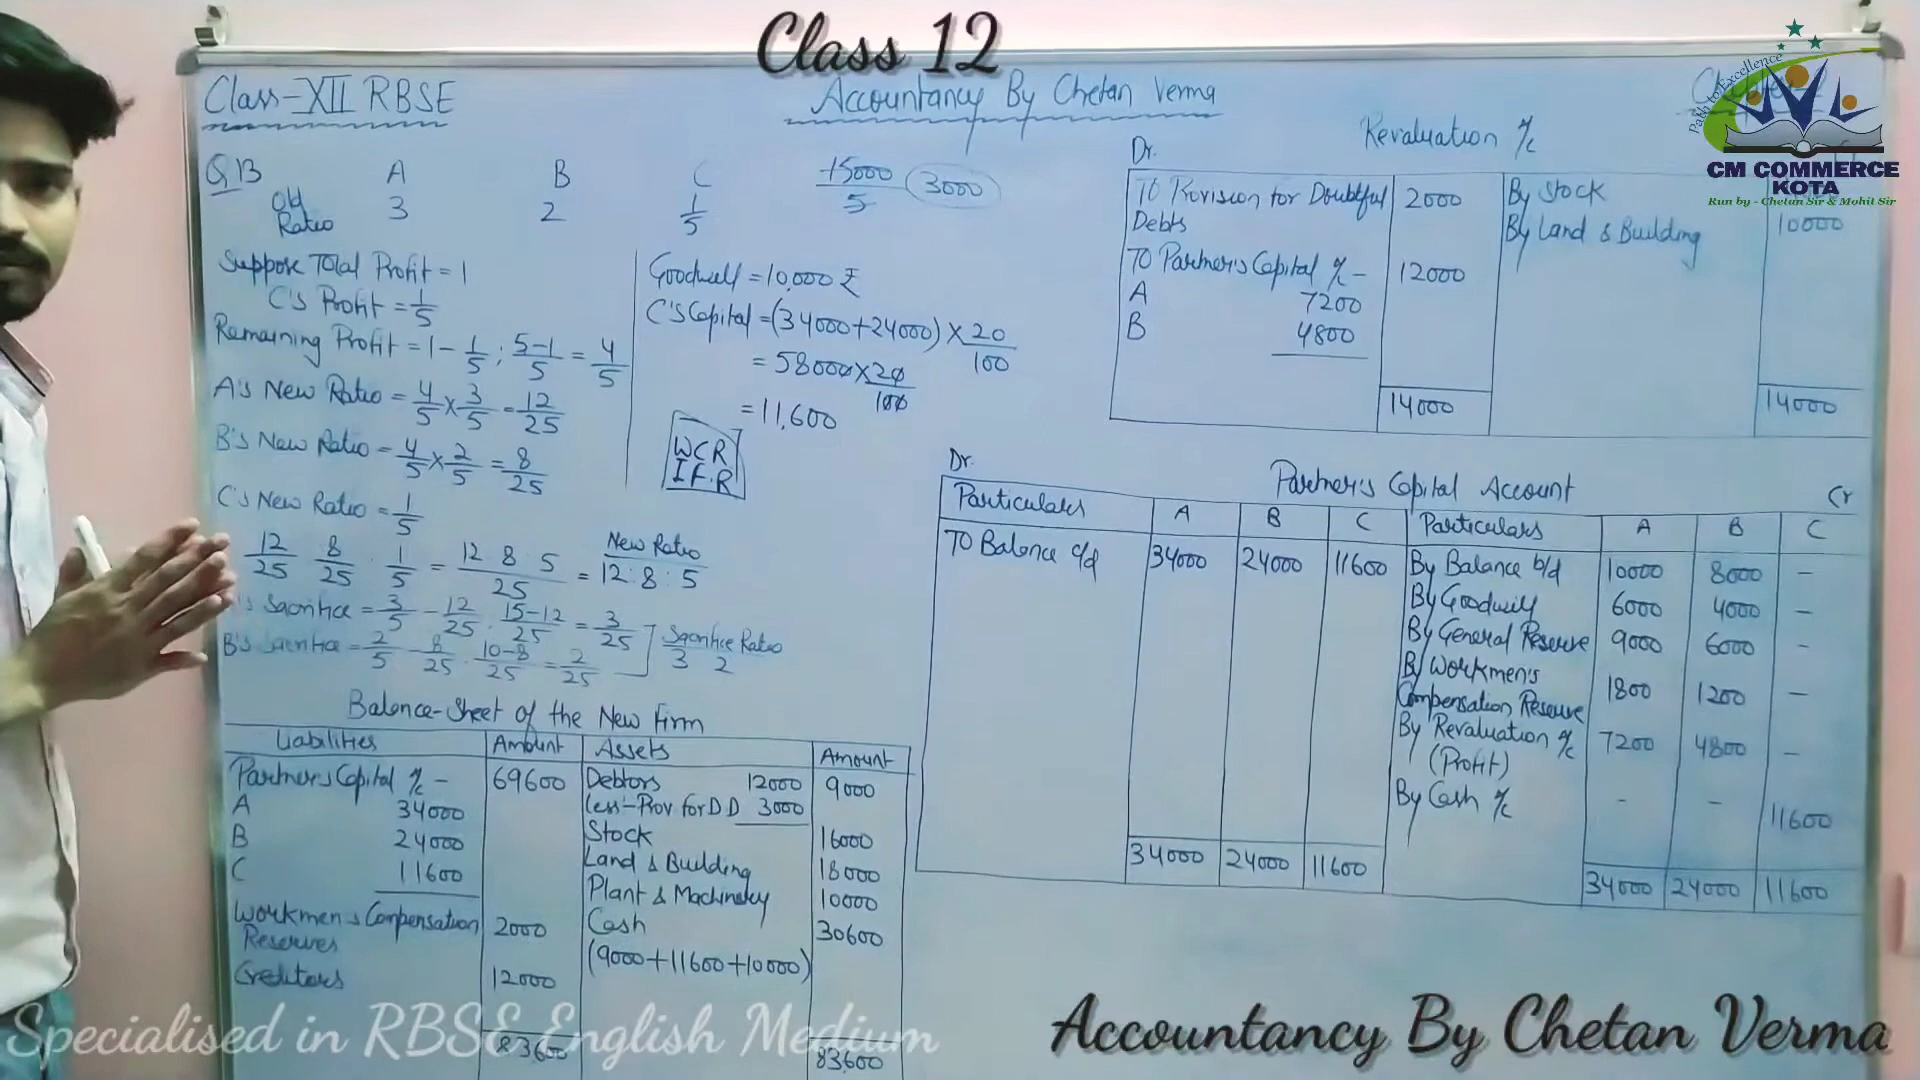 Class 12
Class-XII RBSE
Accountancy By Chetan Verma
Path to Excellence
CM COMMERCE
KOTA
Run by - Chetan Sir & Mohit Sir
Q.13 A B C
Old Ratio 3 2 1/5
15000/5 3000
Suppose Total Profit = 1
C's Profit = 1/5
Remaining Profit = 1 - 1/5 ; 5-1/5 = 4/5
A's New Ratio = 4/5 x 3/5 = 12/25
B's New Ratio = 4/5 x 2/5 = 8/25
C's New Ratio = 1/5
12/25 8/25 . 1/5 = 12 8 5/25 = New Ratio 12:8:5
's Sacrifice = 3/5 - 12/25 . 15-12/25 = 3/25
B's Sacrifice = 2/5 - 8/25 . 10-8/25 = 2/25
Sacrifice Ratio
3 2
Goodwill = 10,000 ₹
C's Capital = (34000+24000) x 20/100
= 58000 x 20/100
= 11,600
WCR
I.F.R
Revaluation A/c
Dr.
To Provision for Doubtful Debts 2000 By Stock
By Land & Building 10000
To Partner's Capital A/c - 12000
A 7200
B 4800
14000 14000
Partner's Capital Account
Dr. Cr
Particulars A B C Particulars A B C
To Balance c/d 34000 24000 11600 By Balance b/d 10000 8000 -
By Goodwill 6000 4000 -
By General Reserve 9000 6000 -
By Workmen's Compensation Reserve 1800 1200 -
By Revaluation A/c (Profit) 7200 4800 -
By Cash A/c - - 11600
34000 24000 11600 34000 24000 11600
Balance-Sheet of the New Firm
Liabilities Amount Assets Amount
Partner's Capital A/c - 69600 Debtors 12000 9000
A 34000 Less:-Prov for D D 3000
B 24000 Stock 16000
C 11600 Land & Building 18000
Plant & Machinery 10000
Workmen's Compensation Reserves 2000 Cash 30600
(9000+11600+10000)
Creditors 12000
83600 83,600
Specialised in RBSE English Medium
Accountancy By Chetan Verma